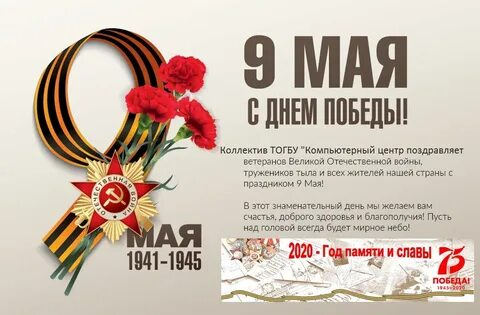 МАЯ
1941-1945
ОТЕЧЕСТВЕННАЯ ВОЙНА
9 МАЯ
С ДНЕМ ПОБЕДЫ!
Коллектив ТОГБУ "Компьютерный центр поздравляет
ветеранов Великой Отечественной войны,
тружеников тыла и всех жителей нашей страны с
праздником 9 Мая!
В этот знаменательный день мы желаем вам
счастья, доброго здоровья и благополучия! Пусть
над головой всегда будет мирное небо!
2020 - Год памяти и славы
75
ПОБЕДА!
1945-2020